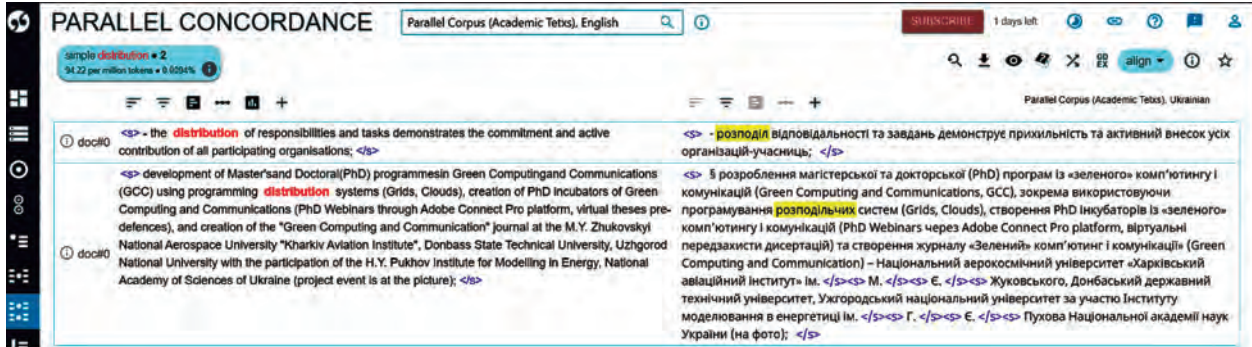 PARALLEL CONCORDANCE
Parallel Corpus (Academic Tetxs), English
SUBSCRIBE
1 days left
simple distribution • 2
94.22 per million tokens • 0.0094%
GD
EX
align
Parallel Corpus (Academic Tetxs), Ukrainian
doc#0
<s> - the distribution of responsibilities and tasks demonstrates the commitment and active
contribution of all participating organisations; </s>
<s> - розподіл відповідальності та завдань демонструє прихильність та активний внесок усіх
організацій-учасниць; </s>
doc#0
<s> development of Master'sand Doctoral(PhD) programmesin Green Computingand Communications
(GCC) using programming distribution systems (Grids, Clouds), creation of PhD incubators of Green
Computing and Communications (PhD Webinars through Adobe Connect Pro platform, virtual theses pre-
defences), and creation of the "Green Computing and Communication" journal at the M.Y. Zhukovskyi
National Aerospace University "Kharkiv Aviation Institute", Donbass State Technical University, Uzhgorod
National University with the participation of the H.Y. Pukhov Institute for Modelling in Energy, National
Academy of Sciences of Ukraine (project event is at the picture); </s>
<s> § розроблення магістерської та докторської (PhD) програм із «зеленого» комп'ютингу і
комунікацій (Green Computing and Communications, GCC), зокрема використовуючи
програмування розподільчих систем (Grids, Clouds), створення PhD інкубаторів із «зеленого»
комп'ютингу і комунікацій (PhD Webinars через Adobe Connect Pro platform, віртуальні
передзахисти дисертацій) та створення журналу «Зелений» комп'ютинг і комунікації» (Green
Computing and Communication) – Національний аерокосмічний університет «Харківський
авіаційний інститут» ім. </s><s> М. </s><s> Є. </s><s> Жуковського, Донбаський державний
технічний університет, Ужгородський національний університет за участю Інституту
моделювання в енергетиці ім. </s><s> Г. </s><s> Є. </s><s> Пухова Національної академії наук
України (на фото); </s>